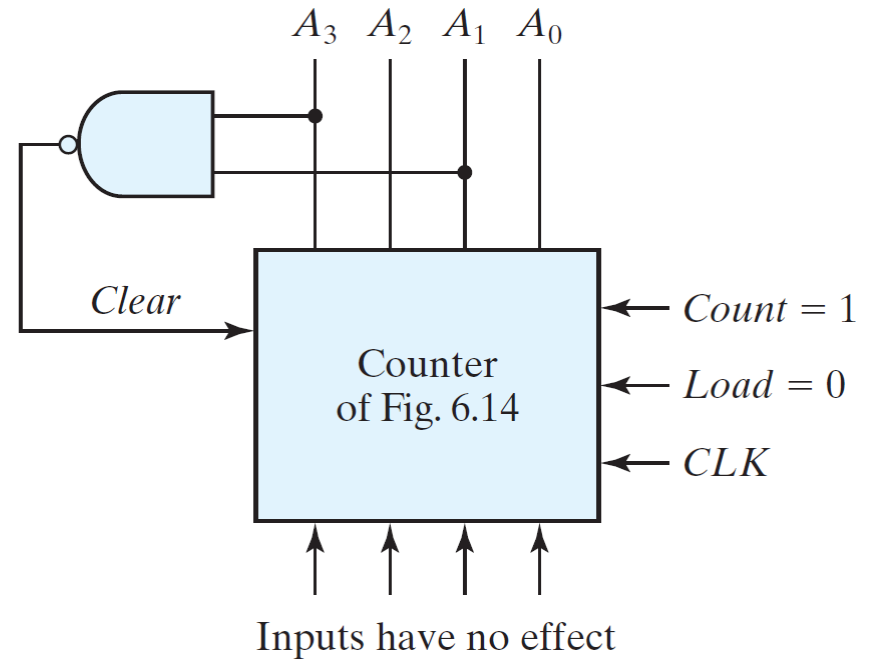 A₃ A₂ A₁ A₀
Clear
Count = 1
Counter
of Fig. 6.14
Load = 0
CLK
Inputs have no effect